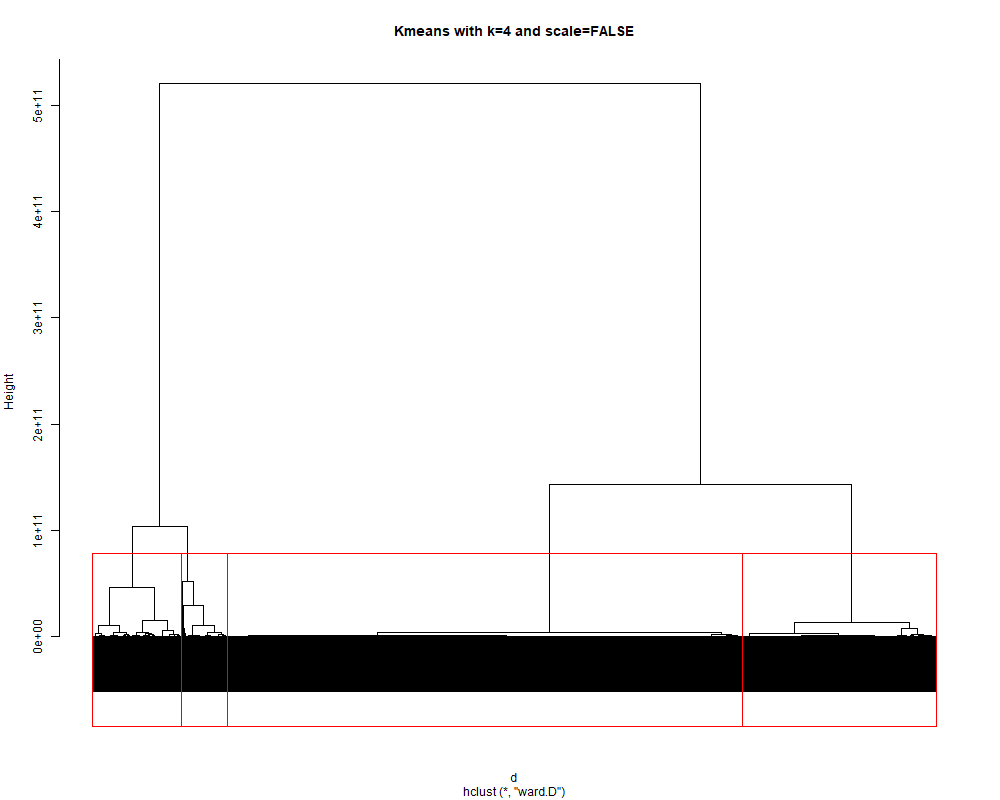 Kmeans with k=4 and scale=FALSE
5e+11
4e+11
3e+11
2e+11
1e+11
0e+00
Height
d
hclust (*, "ward.D")